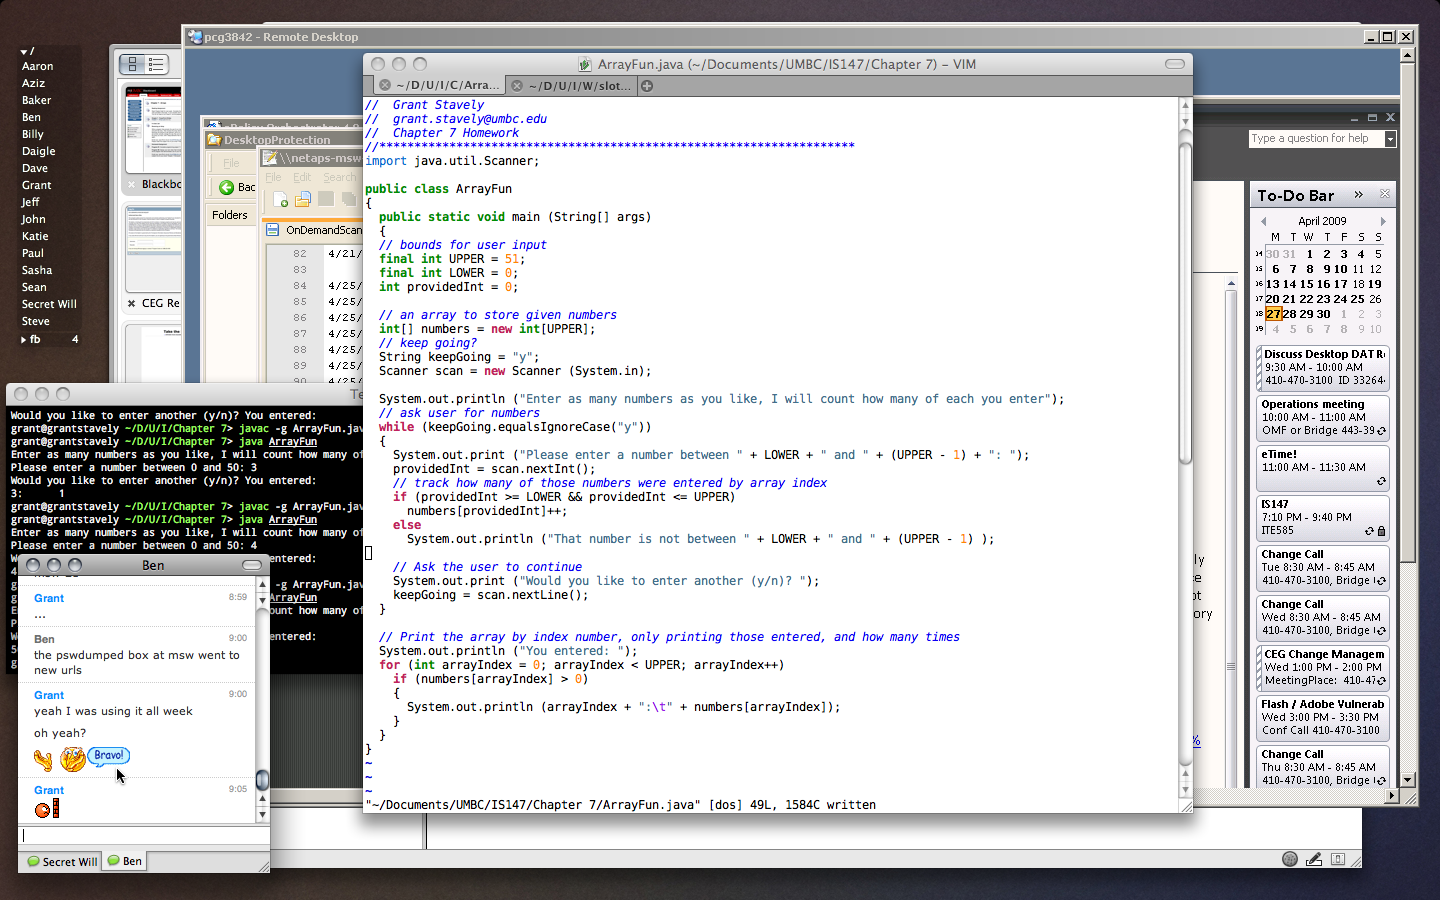 pcg3842 - Remote Desktop
/
Aaron
Aziz
Baker
Ben
Billy
Daigle
Dave
Grant
Jeff
John
Katie
Paul
Sasha
Sean
Secret Will
Steve
fb 4
Blackbo
CEG Re
DesktopProtection
File
Bac
Folders
\\netaps-msw
File Edit Search
OnDemandScan
82 4/21/
83
84 4/25/
85 4/25/
86 4/25/
87 4/25/
88 4/25/
89 4/25/
90 4/25/
ArrayFun.java (~/Documents/UMBC/IS147/Chapter 7) - VIM
~/D/U/I/C/Arra...
~/D/U/I/W/slot...
//  Grant Stavely
//  grant.stavely@umbc.edu
//  Chapter 7 Homework
//********************************************************************
import java.util.Scanner;
public class ArrayFun
{
  public static void main (String[] args)
  {
  // bounds for user input
  final int UPPER = 51;
  final int LOWER = 0;
  int providedInt = 0;
  // an array to store given numbers
  int[] numbers = new int[UPPER];
  // keep going?
  String keepGoing = "y";
  Scanner scan = new Scanner (System.in);
  System.out.println ("Enter as many numbers as you like, I will count how many of each you enter");
  // ask user for numbers
  while (keepGoing.equalsIgnoreCase("y"))
  {
    System.out.print ("Please enter a number between " + LOWER + " and " + (UPPER - 1) + ": ");
    providedInt = scan.nextInt();
    // track how many of those numbers were entered by array index
    if (providedInt >= LOWER && providedInt <= UPPER)
      numbers[providedInt]++;
    else
      System.out.println ("That number is not between " + LOWER + " and " + (UPPER - 1) );
    // Ask the user to continue
    System.out.print ("Would you like to enter another (y/n)? ");
    keepGoing = scan.nextLine();
  }
  // Print the array by index number, only printing those entered, and how many times
  System.out.println ("You entered: ");
  for (int arrayIndex = 0; arrayIndex < UPPER; arrayIndex++)
    if (numbers[arrayIndex] > 0)
    {
      System.out.println (arrayIndex + ":\t" + numbers[arrayIndex]);
    }
  }
}
~
~
~
"~/Documents/UMBC/IS147/Chapter 7/ArrayFun.java" [dos] 49L, 1584C written
Te
Would you like to enter another (y/n)? You entered:
grant@grantstavely ~/D/U/I/Chapter 7> javac -g ArrayFun.jav
grant@grantstavely ~/D/U/I/Chapter 7> java ArrayFun
Enter as many numbers as you like, I will count how many of
Please enter a number between 0 and 50: 3
Would you like to enter another (y/n)? You entered:
3:      1
grant@grantstavely ~/D/U/I/Chapter 7> javac -g ArrayFun.jav
grant@grantstavely ~/D/U/I/Chapter 7> java ArrayFun
Enter as many numbers as you like, I will count how many of
Please enter a number between 0 and 50: 4
entered:
-g ArrayFun.jav
ArrayFun
ount how many of
entered:
Ben
Grant 8:59
...
Ben 9:00
the pswdumped box at msw went to
new urls
Grant 9:00
yeah I was using it all week
oh yeah?
Bravo!
Grant 9:05
Secret Will
Ben
Type a question for help
To-Do Bar »
April 2009
M T W T F S S
30 31 1 2 3 4 5
6 7 8 9 10 11 12
13 14 15 16 17 18 19
20 21 22 23 24 25 26
27 28 29 30 1 2 3
4 5 6 7 8 9 10
Discuss Desktop DAT Re
9:30 AM - 10:00 AM
410-470-3100 ID 33264
Operations meeting
10:00 AM - 11:00 AM
OMF or Bridge 443-39
eTime!
11:00 AM - 11:30 AM
IS147
7:10 PM - 9:40 PM
ITE585
Change Call
Tue 8:30 AM - 8:45 AM
410-470-3100, Bridge
Change Call
Wed 8:30 AM - 8:45 AM
410-470-3100, Bridge
CEG Change Managem
Wed 1:00 PM - 2:00 PM
MeetingPlace: 410-47
Flash / Adobe Vulnerab
Wed 3:00 PM - 3:30 PM
Conf Call 410-470-3100
Change Call
Thu 8:30 AM - 8:45 AM
410-470-3100, Bridge